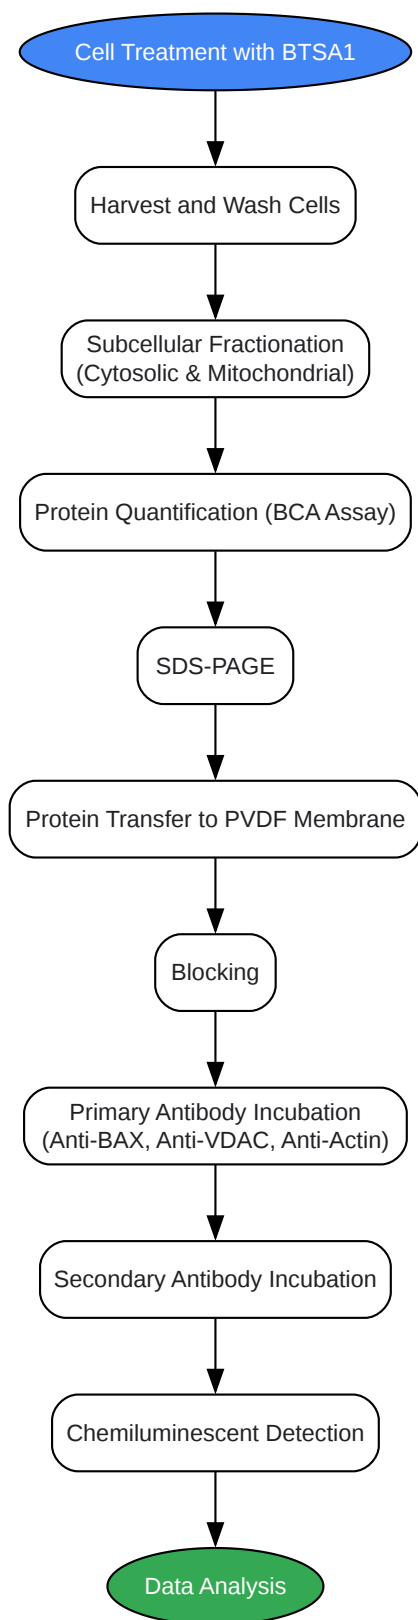 Cell Treatment with BTSA1
Harvest and Wash Cells
Subcellular Fractionation
(Cytosolic & Mitochondrial)
Protein Quantification (BCA Assay)
SDS-PAGE
Protein Transfer to PVDF Membrane
Blocking
Primary Antibody Incubation
(Anti-BAX, Anti-VDAC, Anti-Actin)
Secondary Antibody Incubation
Chemiluminescent Detection
Data Analysis